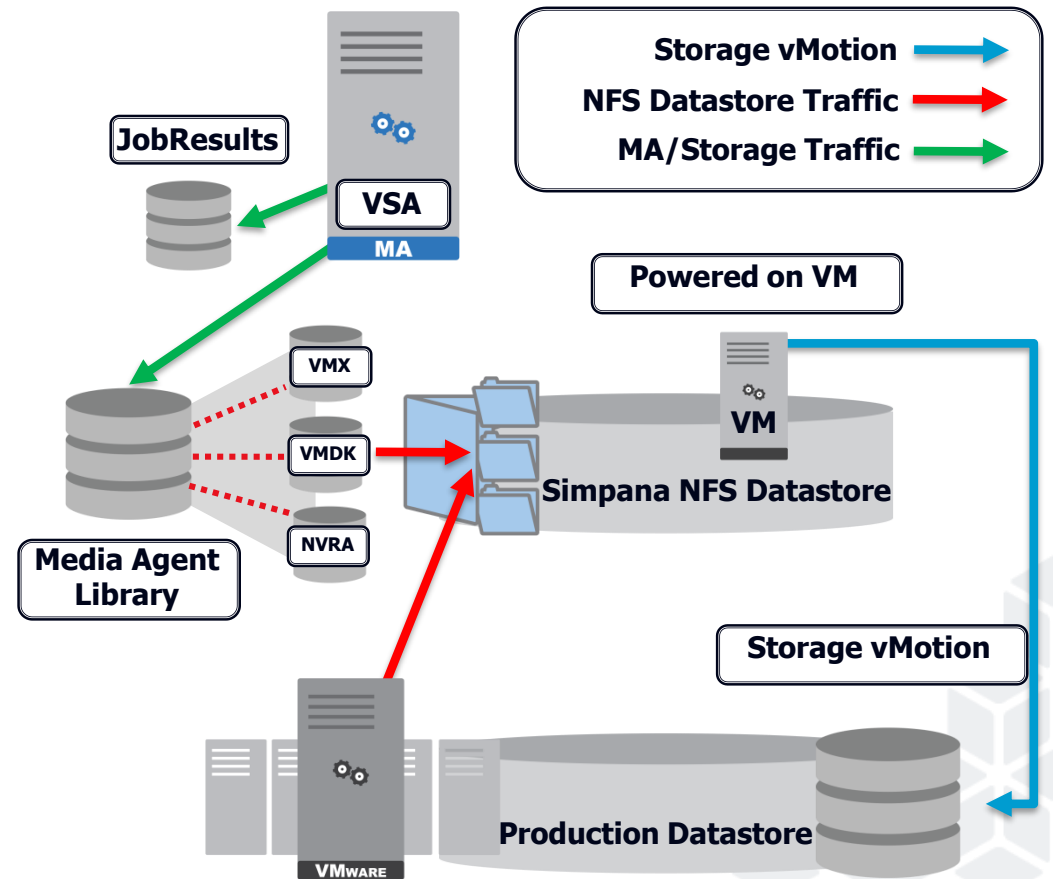 Storage vMotion
NFS Datastore Traffic
MA/Storage Traffic
JobResults
VSA
MA
Powered on VM
VMX
VMDK
NVRA
VM
Simpana NFS Datastore
Media Agent
Library
Storage vMotion
Production Datastore
VMWARE